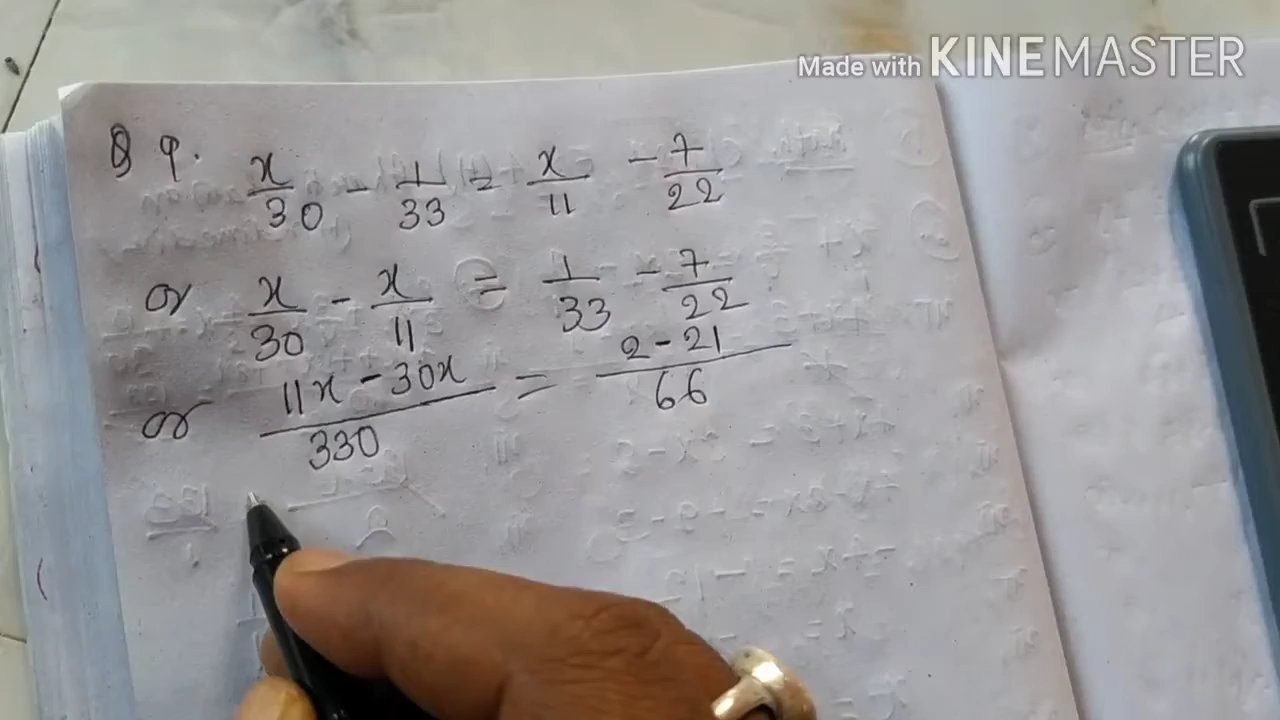 Made with KINEMASTER
Q 9. x/30 - 1/33 = x/11 - 7/22
or x/30 - x/11 = 1/33 - 7/22
or 11x - 30x/330 = 2 - 21/66